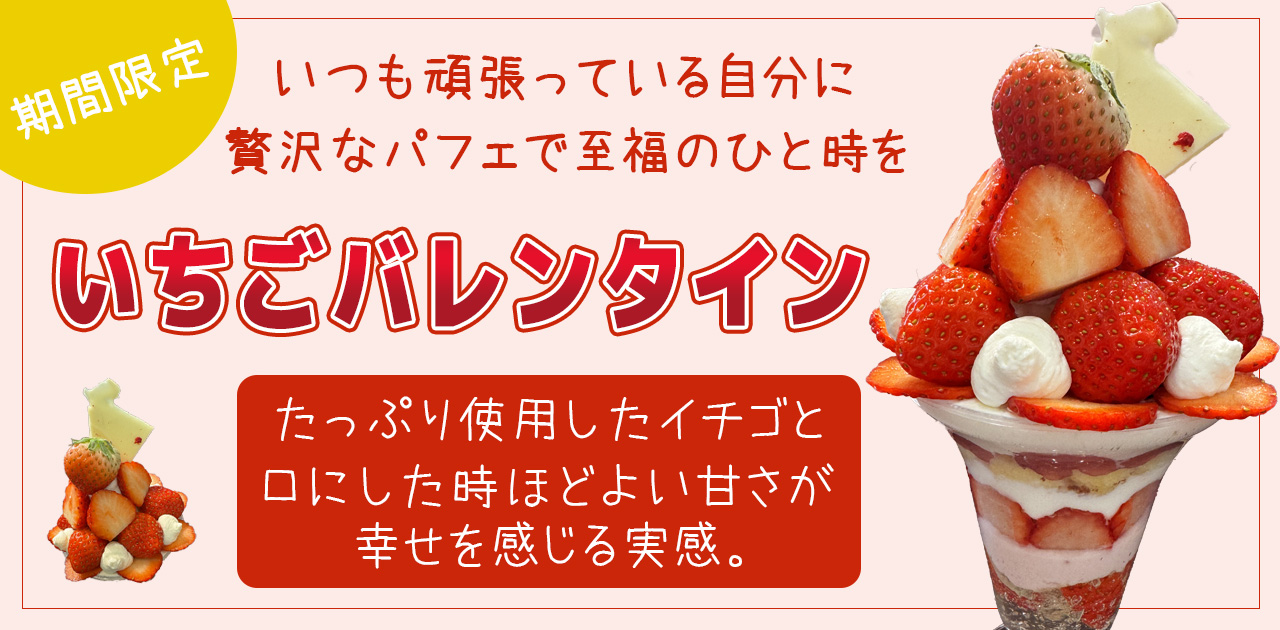 期間限定
いつも頑張っている自分に
贅沢なパフェで至福のひと時を
いちごバレンタイン
たっぷり使用したイチゴと
口にした時ほどよい甘さが
幸せを感じる実感。